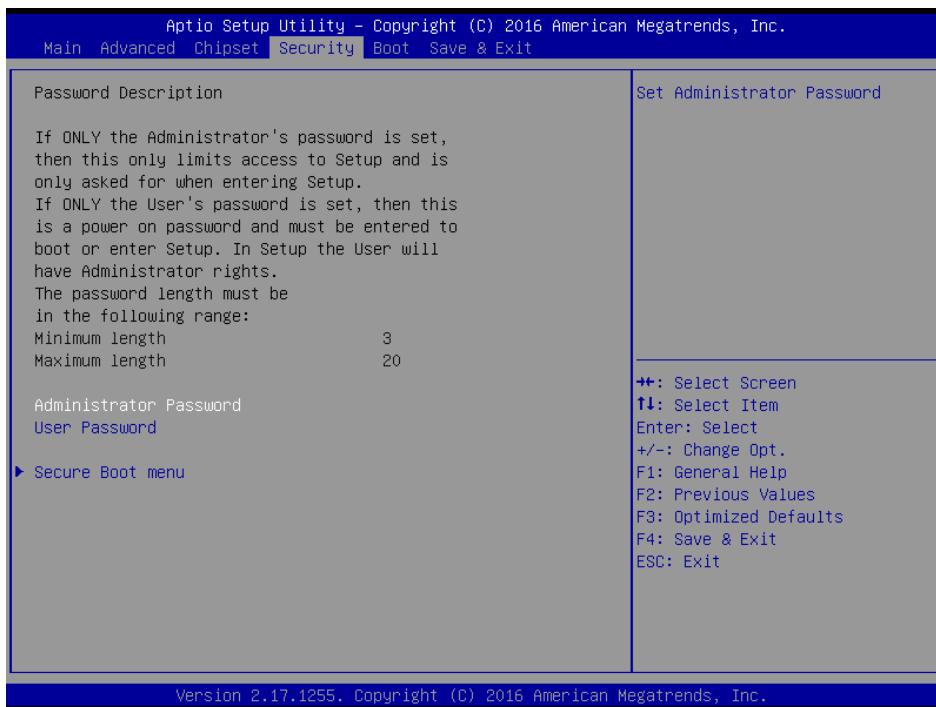 Aptio Setup Utility – Copyright (C) 2016 American Megatrends, Inc.
Main Advanced Chipset Security Boot Save & Exit
Password Description
If ONLY the Administrator's password is set,
then this only limits access to Setup and is
only asked for when entering Setup.
If ONLY the User's password is set, then this
is a power on password and must be entered to
boot or enter Setup. In Setup the User will
have Administrator rights.
The password length must be
in the following range:
Minimum length 3
Maximum length 20
Administrator Password
User Password
Secure Boot menu
Set Administrator Password
→←: Select Screen
↑↓: Select Item
Enter: Select
+/-: Change Opt.
F1: General Help
F2: Previous Values
F3: Optimized Defaults
F4: Save & Exit
ESC: Exit
Version 2.17.1255. Copyright (C) 2016 American Megatrends, Inc.